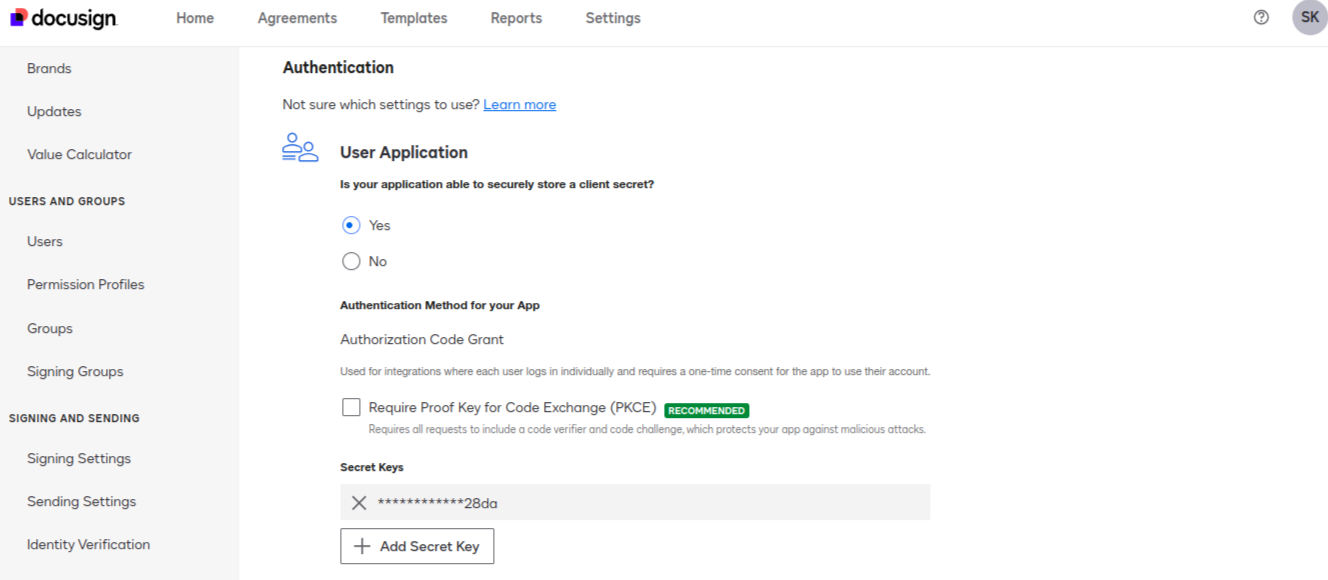 docusign
Home Agreements Templates Reports Settings
SK
Brands
Updates
Value Calculator
USERS AND GROUPS
Users
Permission Profiles
Groups
Signing Groups
SIGNING AND SENDING
Signing Settings
Sending Settings
Identity Verification
Authentication
Not sure which settings to use? Learn more
User Application
Is your application able to securely store a client secret?
Yes
No
Authentication Method for your App
Authorization Code Grant
Used for integrations where each user logs in individually and requires a one-time consent for the app to use their account.
Require Proof Key for Code Exchange (PKCE) RECOMMENDED
Requires all requests to include a code verifier and code challenge, which protects your app against malicious attacks.
Secret Keys
************28da
Add Secret Key